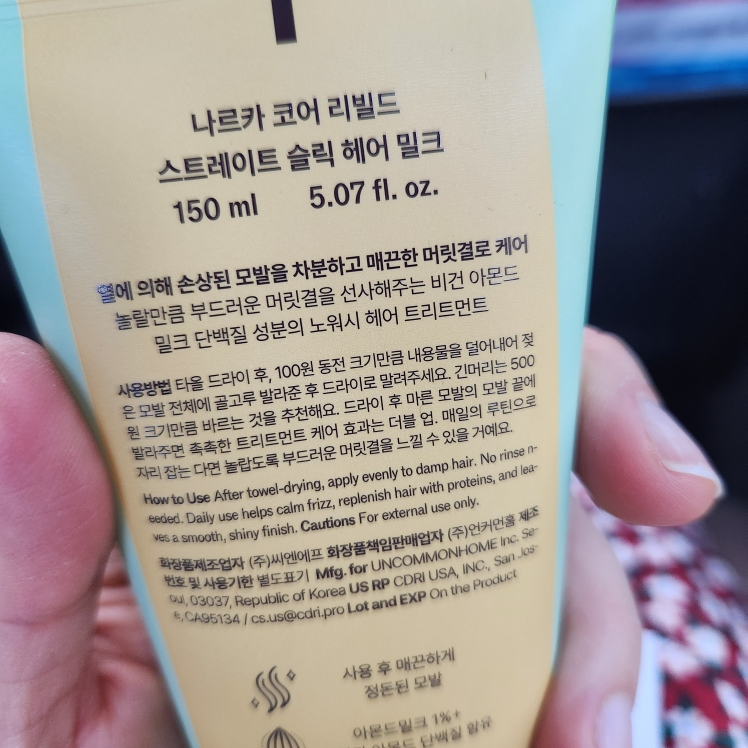 나르카 코어 리빌드
스트레이트 슬릭 헤어 밀크
150 ml 5.07 fl. oz.
열에 의해 손상된 모발을 차분하고 매끈한 머릿결로 케어
놀랄만큼 부드러운 머릿결을 선사해주는 비건 아몬드
밀크 단백질 성분의 노워시 헤어 트리트먼트
사용방법 타올 드라이 후, 100원 동전 크기만큼 내용물을 덜어내어 젖
은 모발 전체에 골고루 발라준 후 드라이로 말려주세요. 긴머리는 500
원 크기만큼 바르는 것을 추천해요. 드라이 후 마른 모발의 모발 끝에
발라주면 촉촉한 트리트먼트 케어 효과는 더블 업. 매일의 루틴으로
자리 잡는 다면 놀랍도록 부드러운 머릿결을 느낄 수 있을 거예요.
How to Use After towel-drying, apply evenly to damp hair. No rinse n-
eeded. Daily use helps calm frizz, replenish hair with proteins, and lea-
ves a smooth, shiny finish. Cautions For external use only.
화장품제조업자 (주)씨엔에프 화장품책임판매업자 (주)언커먼홈 제조
번호 및 사용기한 별도표기 Mfg. for UNCOMMONHOME Inc. Se-
oul, 03037, Republic of Korea US RP CDRI USA, INC., San Jos-
e, CA95134 / cs.us@cdri.pro Lot and EXP On the Product
사용 후 매끈하게
정돈된 모발
아몬드밀크 1% +
아몬드 단백질 함유